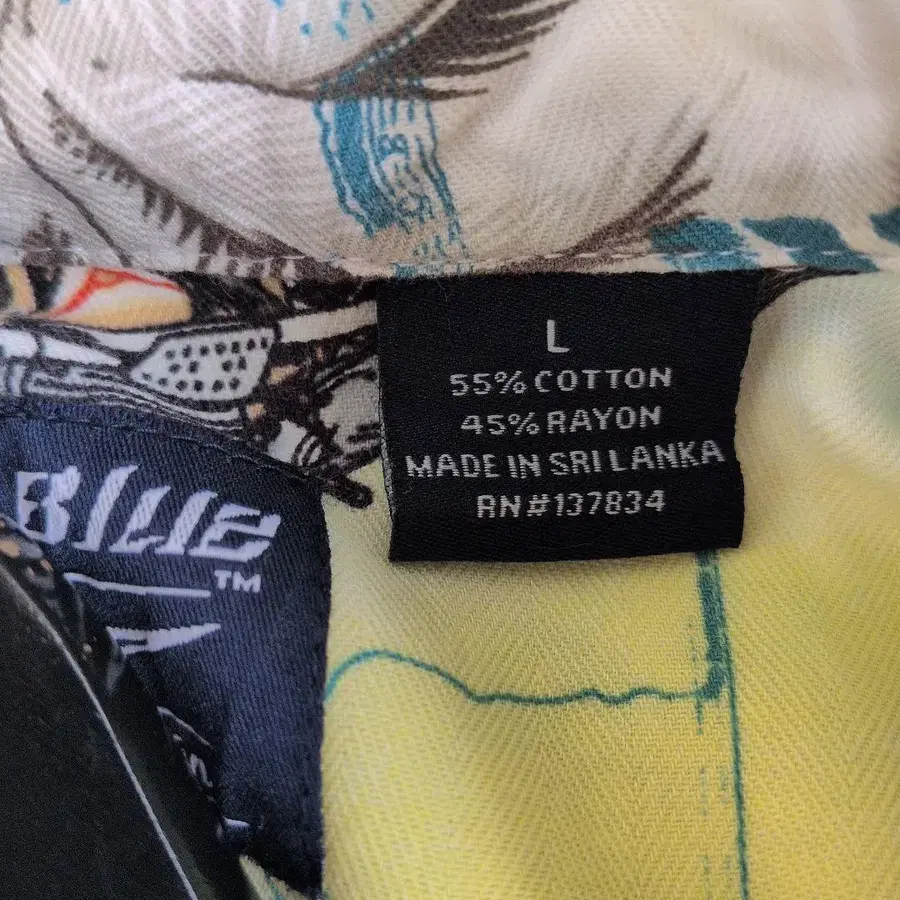 L
55% COTTON
45% RAYON
MADE IN SRI LANKA
RN#137834
Blue
TM